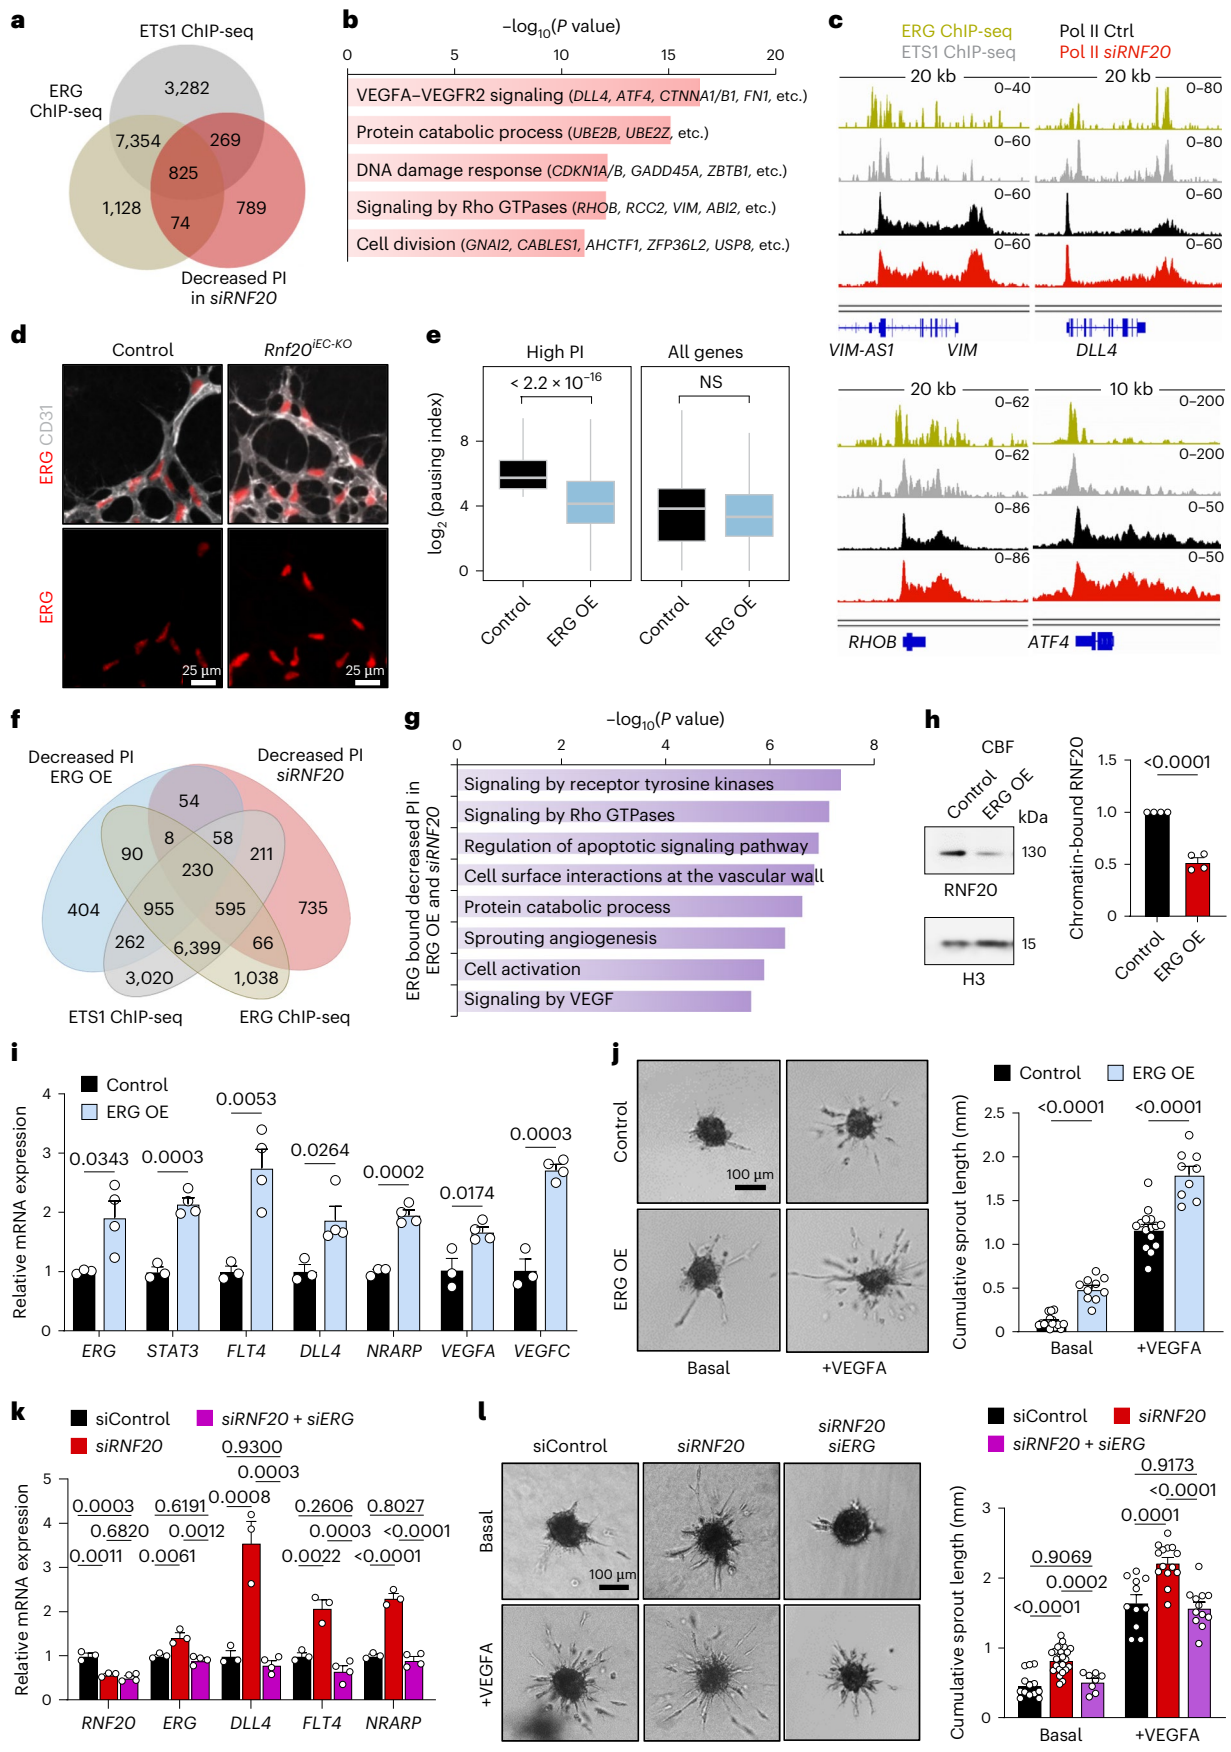 a
ETS1 ChIP-seq
ERG
ChIP-seq
3,282
7,354
269
825
1,128
74
789
Decreased PI
in siRNF20
b
–log10(P value)
0 5 10 15 20
VEGFA–VEGFR2 signaling (DLL4, ATF4, CTNNA1/B1, FN1, etc.)
Protein catabolic process (UBE2B, UBE2Z, etc.)
DNA damage response (CDKN1A/B, GADD45A, ZBTB1, etc.)
Signaling by Rho GTPases (RHOB, RCC2, VIM, ABI2, etc.)
Cell division (GNAI2, CABLES1, AHCTF1, ZFP36L2, USP8, etc.)
c
ERG ChIP-seq Pol II Ctrl
ETS1 ChIP-seq Pol II siRNF20
20 kb 20 kb
0–40 0–80
0–60 0–80
0–60 0–60
0–60 0–60
VIM-AS1 VIM DLL4
20 kb 10 kb
0–62 0–200
0–62 0–200
0–86 0–50
0–86 0–50
RHOB ATF4
d
Control Rnf20iEC-KO
ERG CD31
ERG
25 μm 25 μm
e
High PI All genes
< 2.2 × 10–16 NS
log2 (pausing index)
8
4
0
Control ERG OE Control ERG OE
f
Decreased PI
ERG OE
Decreased PI
siRNF20
54
8 58
90 211
230
404 955 595 735
262 6,399 66
3,020 1,038
ETS1 ChIP-seq ERG ChIP-seq
g
–log10(P value)
0 2 4 6 8
ERG bound decreased PI in
ERG OE and siRNF20
Signaling by receptor tyrosine kinases
Signaling by Rho GTPases
Regulation of apoptotic signaling pathway
Cell surface interactions at the vascular wall
Protein catabolic process
Sprouting angiogenesis
Cell activation
Signaling by VEGF
h
CBF
Control ERG OE
kDa
130
RNF20
15
H3
Chromatin-bound RNF20
1.5
1.0
0.5
0
<0.0001
Control ERG OE
i
Control
ERG OE
Relative mRNA expression
4
3
2
1
0
0.0343 0.0003 0.0053 0.0264 0.0002 0.0174 0.0003
ERG STAT3 FLT4 DLL4 NRARP VEGFA VEGFC
j
Control
ERG OE
100 μm
Basal +VEGFA
Control ERG OE
Cumulative sprout length (mm)
2.5
2.0
1.5
1.0
0.5
0
<0.0001 <0.0001
Basal +VEGFA
k
siControl siRNF20 + siERG
siRNF20
Relative mRNA expression
5
4
3
2
1
0
0.9300
0.0003
0.0003 0.6191 0.0008 0.2606 0.8027
0.6820 0.0012 0.0003 <0.0001
0.0011 0.0061 0.0022 <0.0001
RNF20 ERG DLL4 FLT4 NRARP
l
siControl siRNF20 siRNF20
siERG
Basal
+VEGFA
100 μm
siControl siRNF20
siRNF20 + siERG
Cumulative sprout length (mm)
3
2
1
0
0.9173
<0.0001
0.0001
0.9069
0.0002
<0.0001
Basal +VEGFA